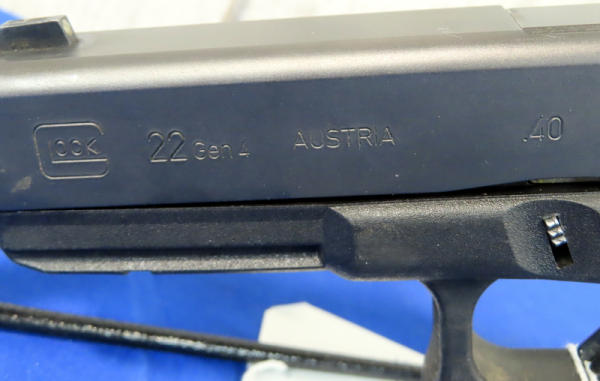 GLOCK 22 Gen 4 AUSTRIA .40